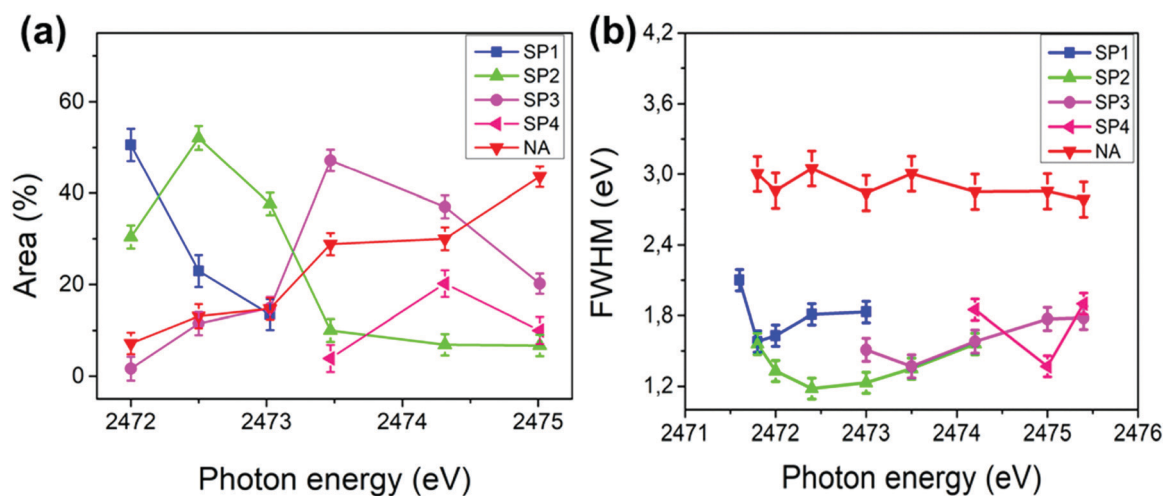 (a)
SP1
SP2
SP3
SP4
NA
60
40
20
0
Area (%)
2472
2473
2474
2475
Photon energy (eV)
(b)
SP1
SP2
SP3
SP4
NA
4,2
3,6
3,0
2,4
1,8
1,2
FWHM (eV)
2471
2472
2473
2474
2475
2476
Photon energy (eV)